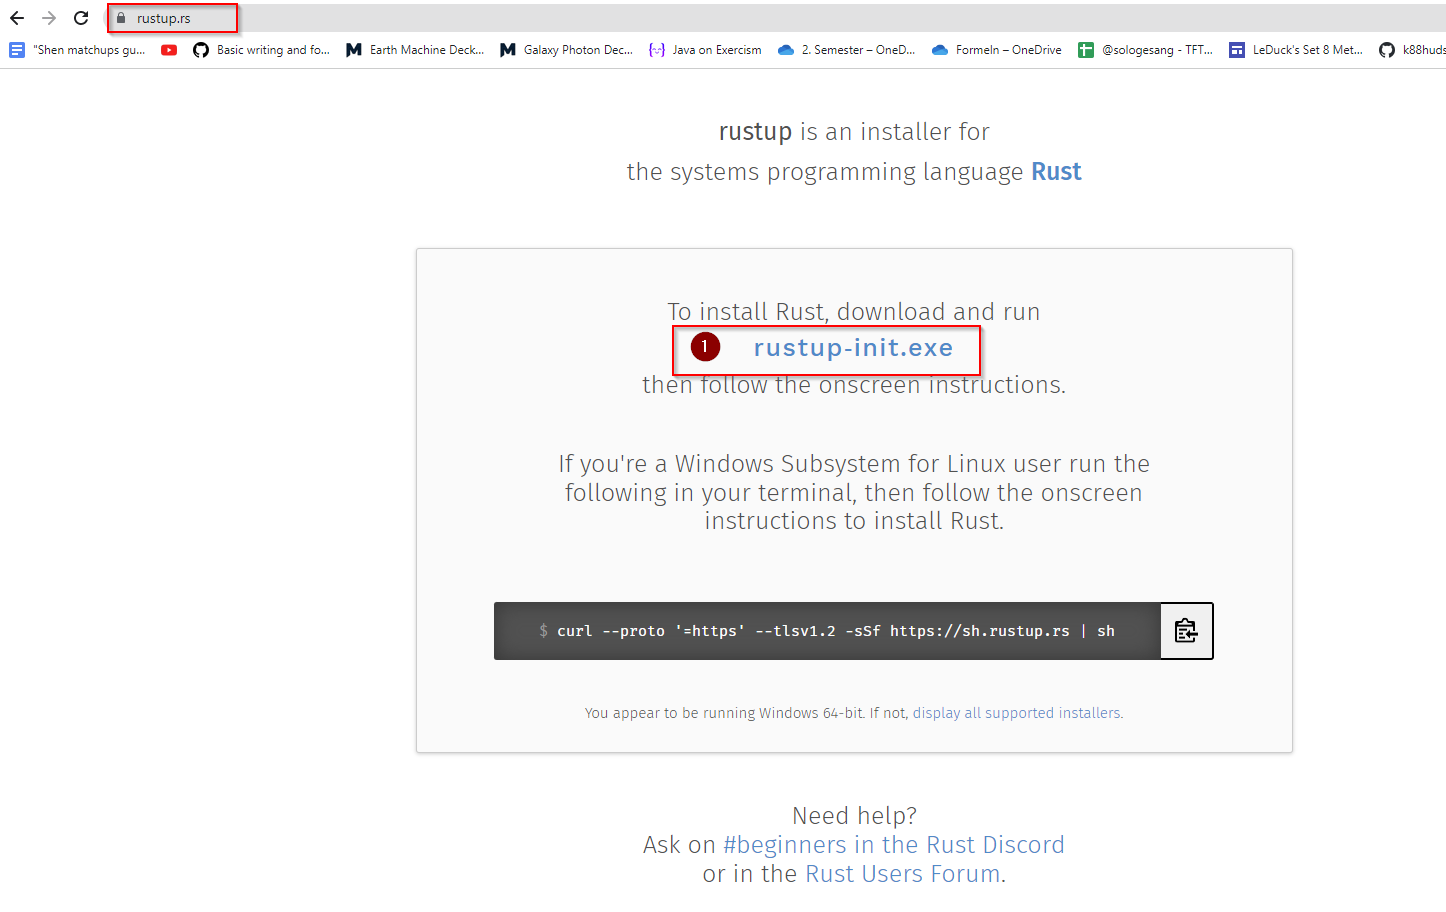 rustup.rs
"Shen matchups gu...
Basic writing and fo...
Earth Machine Deck...
Galaxy Photon Dec...
Java on Exercism
2. Semester – OneD...
Formeln – OneDrive
@sologesang - TFT...
LeDuck's Set 8 Met...
k88huds
rustup is an installer for
the systems programming language Rust
To install Rust, download and run
1 rustup-init.exe
then follow the onscreen instructions.
If you're a Windows Subsystem for Linux user run the
following in your terminal, then follow the onscreen
instructions to install Rust.
$ curl --proto '=https' --tlsv1.2 -sSf https://sh.rustup.rs | sh
You appear to be running Windows 64-bit. If not, display all supported installers.
Need help?
Ask on #beginners in the Rust Discord
or in the Rust Users Forum.